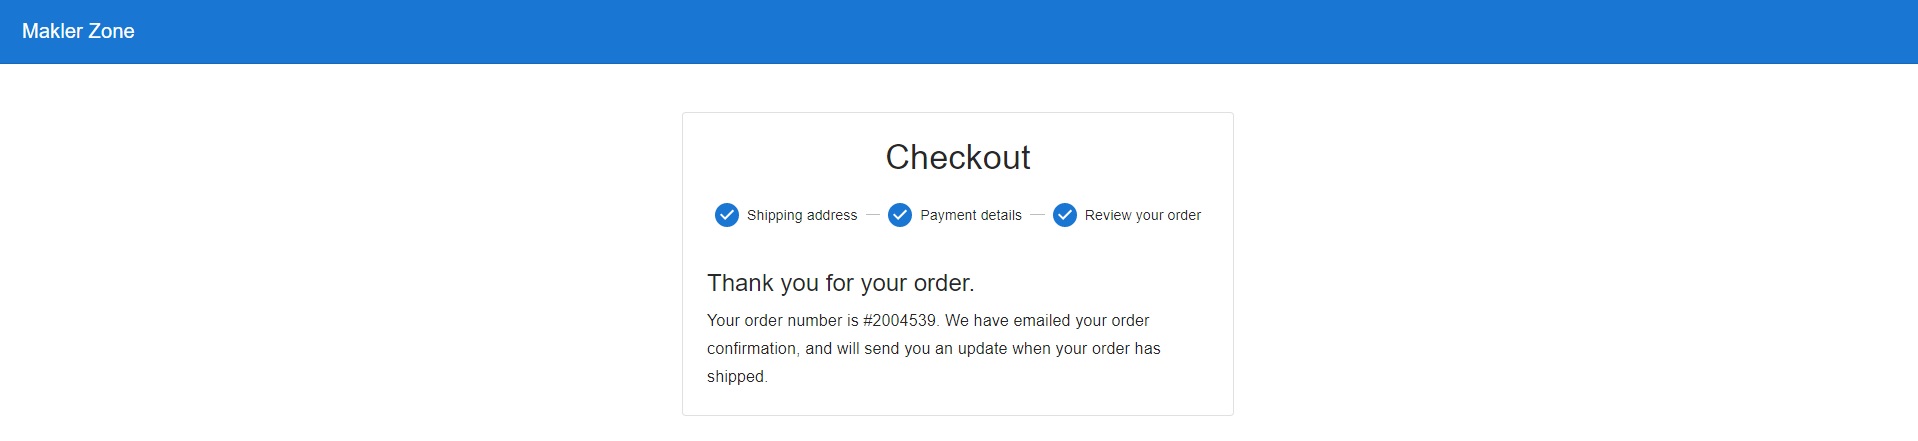 Makler Zone
Checkout
Shipping address
Payment details
Review your order
Thank you for your order.
Your order number is #2004539. We have emailed your order
confirmation, and will send you an update when your order has
shipped.